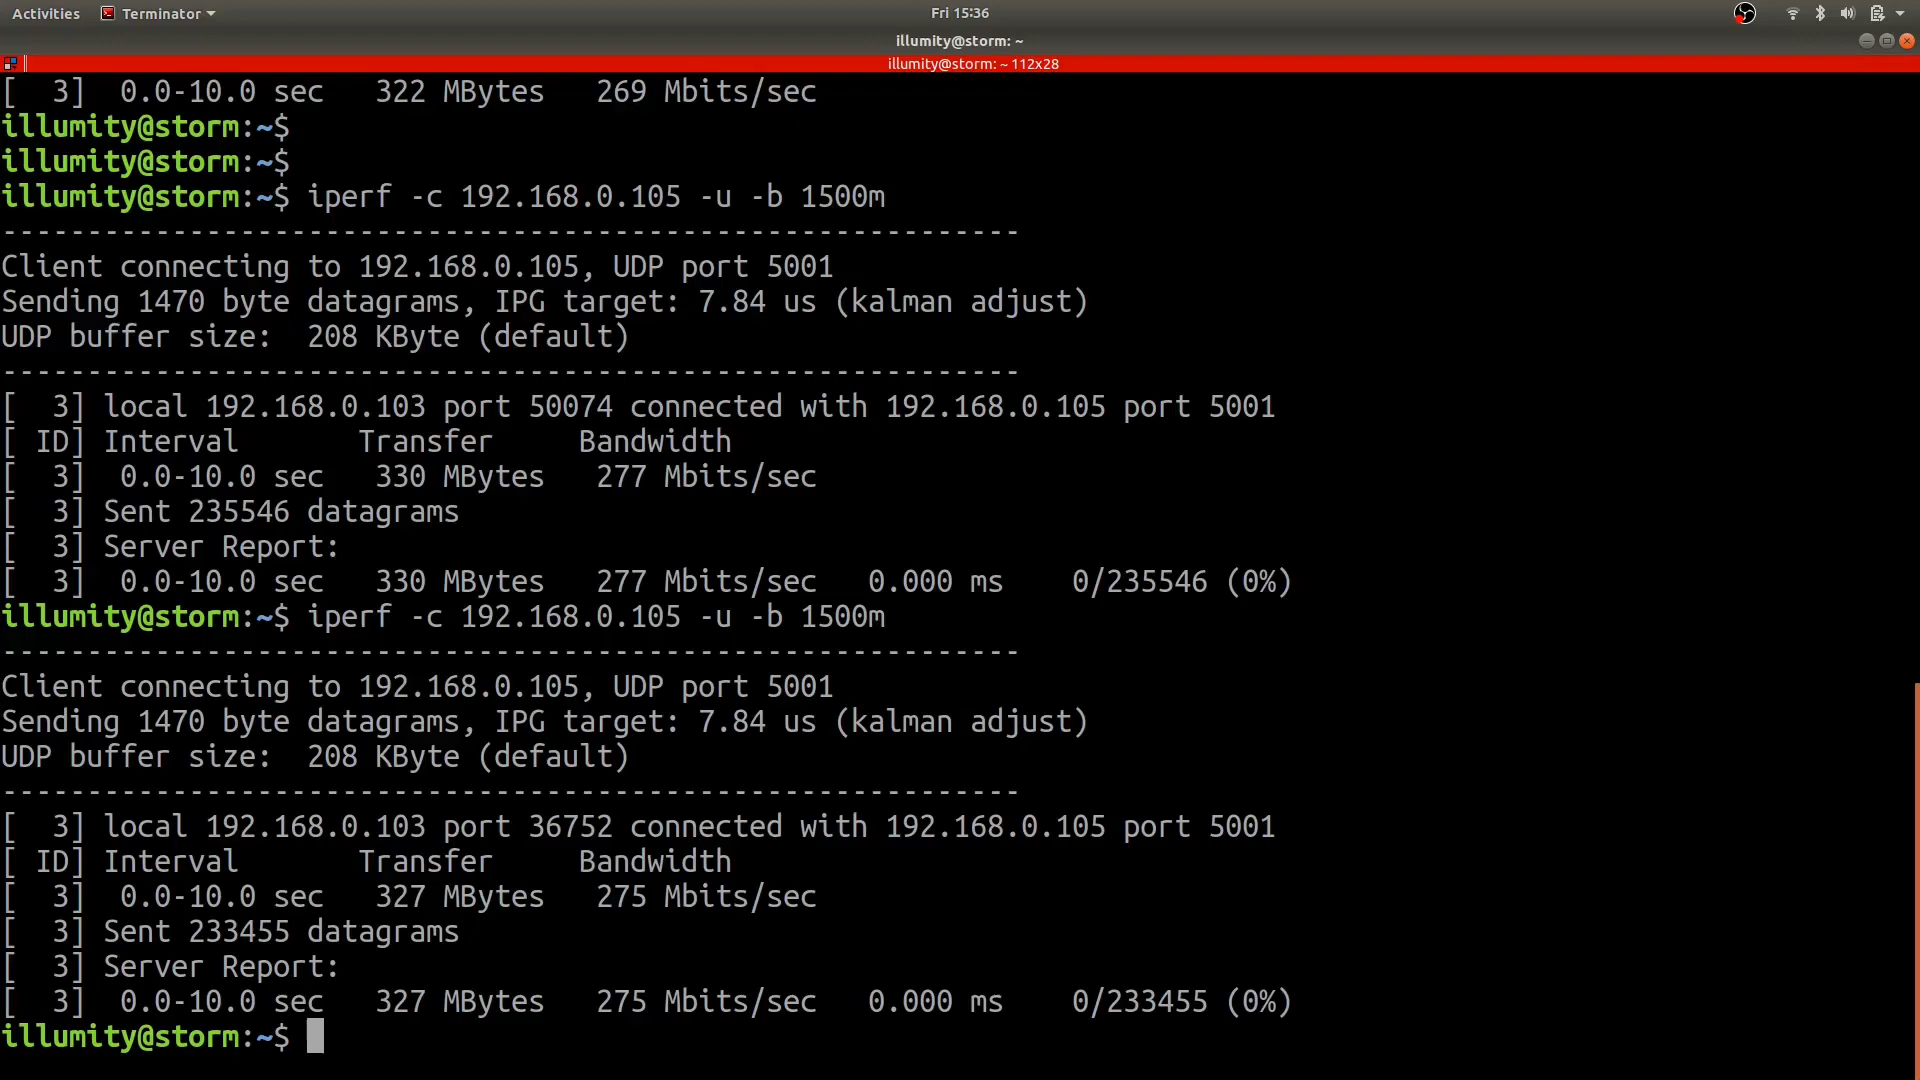 Activities Terminator Fri 15:36
illumity@storm: ~
illumity@storm: ~ 112x28
[  3]  0.0-10.0 sec   322 MBytes   269 Mbits/sec
illumity@storm:~$
illumity@storm:~$
illumity@storm:~$ iperf -c 192.168.0.105 -u -b 1500m
------------------------------------------------------------
Client connecting to 192.168.0.105, UDP port 5001
Sending 1470 byte datagrams, IPG target: 7.84 us (kalman adjust)
UDP buffer size:  208 KByte (default)
------------------------------------------------------------
[  3] local 192.168.0.103 port 50074 connected with 192.168.0.105 port 5001
[ ID] Interval       Transfer     Bandwidth
[  3]  0.0-10.0 sec   330 MBytes   277 Mbits/sec
[  3] Sent 235546 datagrams
[  3] Server Report:
[  3]  0.0-10.0 sec   330 MBytes   277 Mbits/sec   0.000 ms    0/235546 (0%)
illumity@storm:~$ iperf -c 192.168.0.105 -u -b 1500m
------------------------------------------------------------
Client connecting to 192.168.0.105, UDP port 5001
Sending 1470 byte datagrams, IPG target: 7.84 us (kalman adjust)
UDP buffer size:  208 KByte (default)
------------------------------------------------------------
[  3] local 192.168.0.103 port 36752 connected with 192.168.0.105 port 5001
[ ID] Interval       Transfer     Bandwidth
[  3]  0.0-10.0 sec   327 MBytes   275 Mbits/sec
[  3] Sent 233455 datagrams
[  3] Server Report:
[  3]  0.0-10.0 sec   327 MBytes   275 Mbits/sec   0.000 ms    0/233455 (0%)
illumity@storm:~$